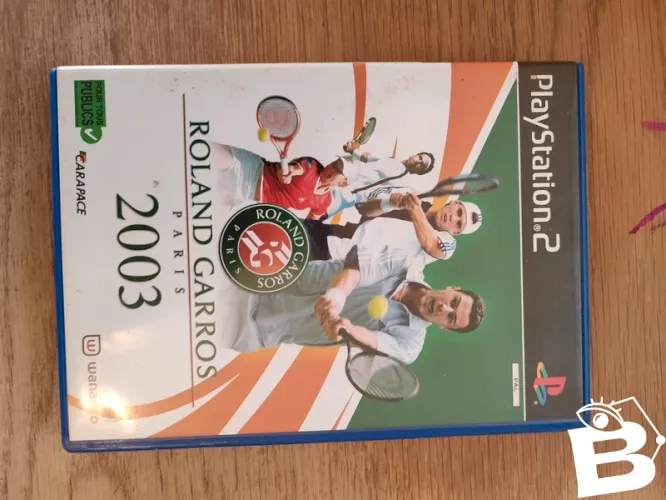 PlayStation®2
PAL
ROLAND GARROS
PARIS
ROLAND GARROS
PARIS
2003
POUR TOUS
PUBLICS
CARAPACE
W
B